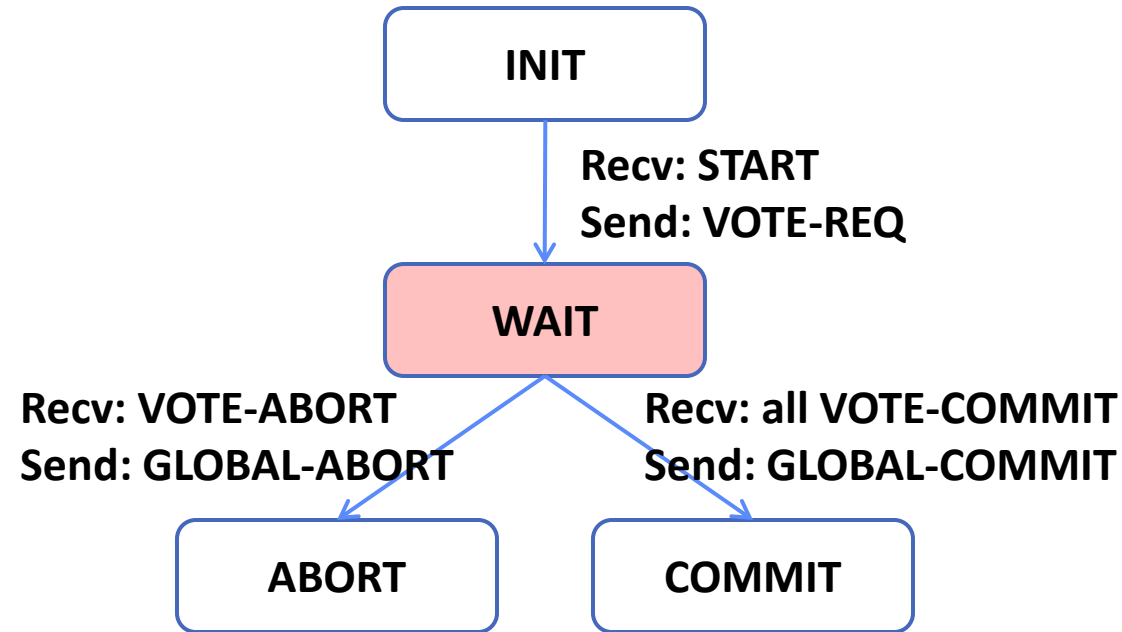 INIT
Recv: START
Send: VOTE-REQ
WAIT
Recv: VOTE-ABORT
Send: GLOBAL-ABORT
Recv: all VOTE-COMMIT
Send: GLOBAL-COMMIT
ABORT
COMMIT